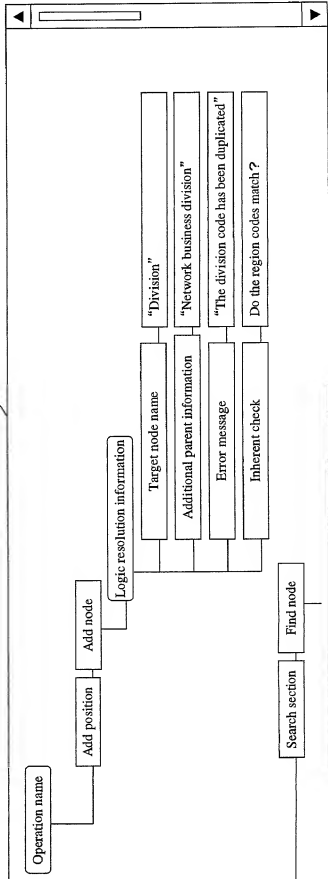 Operation name
Add position
Add node
Logic resolution information
Target node name
"Division"
Additional parent information
"Network business division"
Error message
"The division code has been duplicated"
Inherent check
Do the region codes match?
Search section
Find node